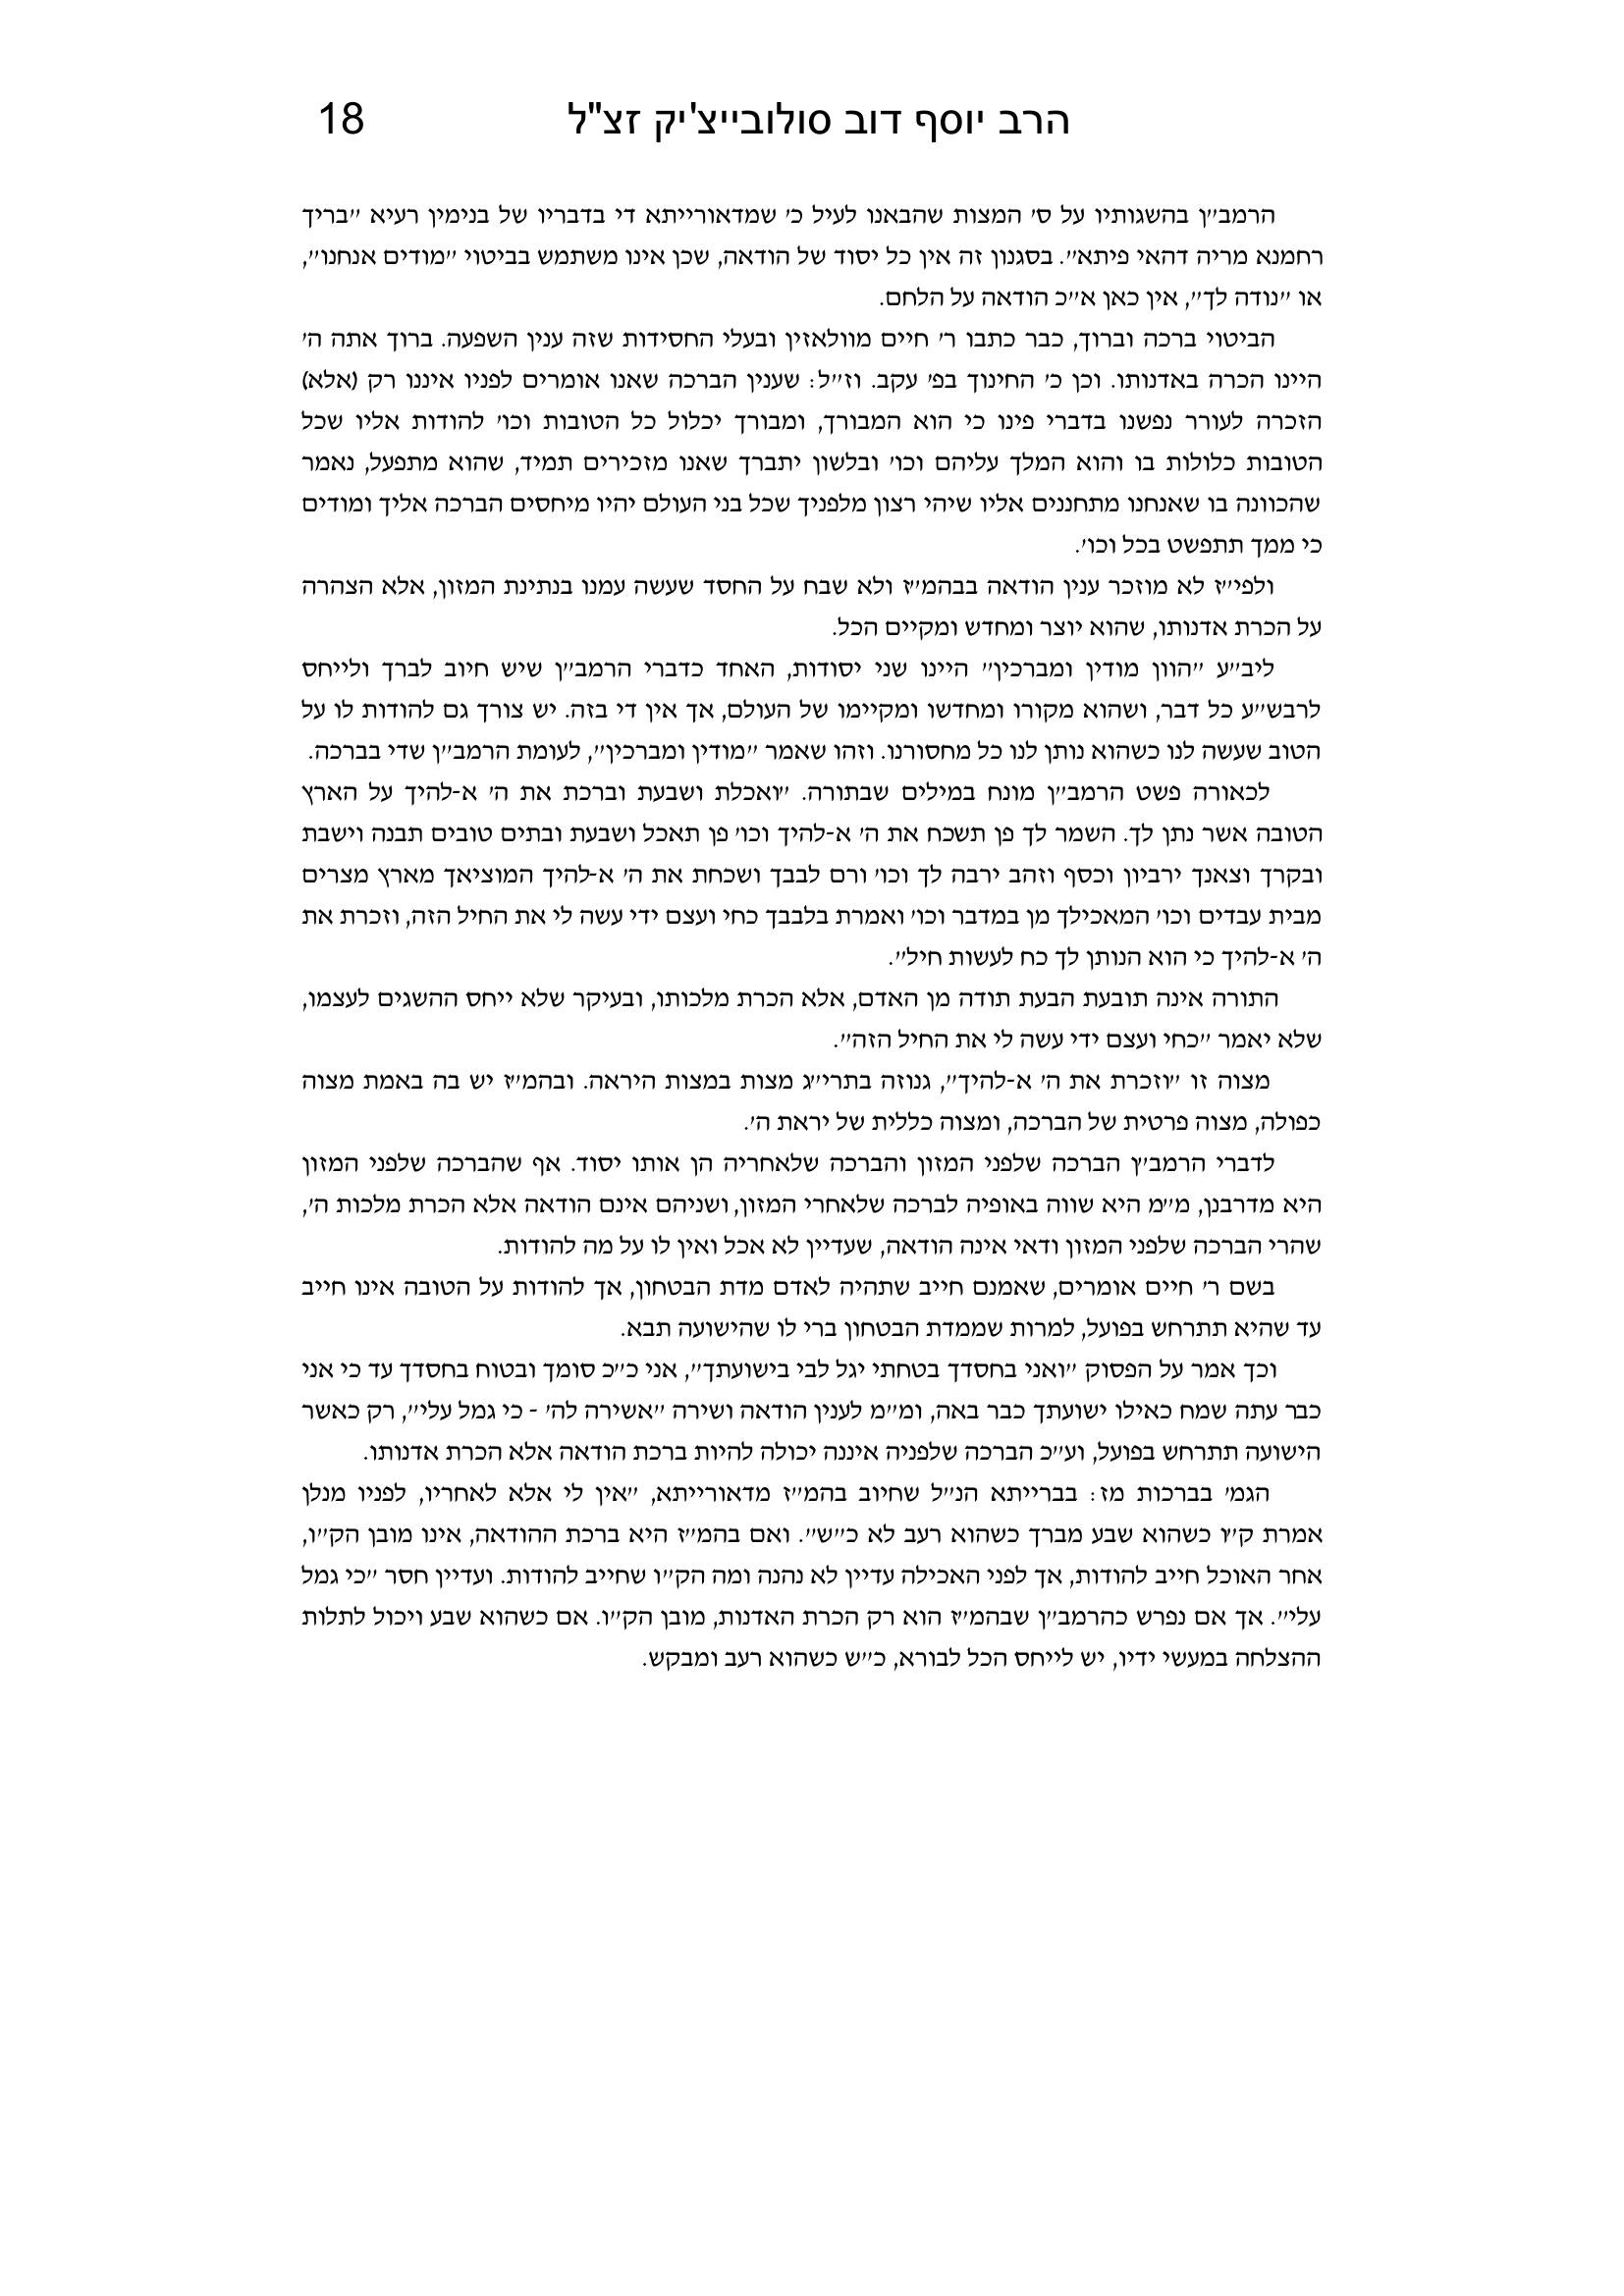 הרב יוסף דוב סולובייצ'יק זצ"ל 18
הרמב״ן בהשגותיו על ס׳ המצות שהבאנו לעיל כ׳ שמדאורייתא די בדבריו של בנימין רעיא ״בריך
רחמנא מריה דהאי פיתא״. בסגנון זה אין כל יסוד של הודאה, שכן אינו משתמש בביטוי ״מודים אנחנו״,
או ״נודה לך״, אין כאן א״כ הודאה על הלחם.
הביטוי ברכה וברוך, כבר כתבו ר׳ חיים מוולאזין ובעלי החסידות שזה ענין השפעה. ברוך אתה ה׳
היינו הכרה באדנותו. וכן כ׳ החינוך בפ׳ עקב. וז״ל: שענין הברכה שאנו אומרים לפניו איננו רק (אלא)
הזכרה לעורר נפשנו בדברי פינו כי הוא המבורך, ומבורך יכלול כל הטובות וכו׳ להודות אליו שכל
הטובות כלולות בו והוא המלך עליהם וכו׳ ובלשון יתברך שאנו מזכירים תמיד, שהוא מתפעל, נאמר
שהכוונה בו שאנחנו מתחננים אליו שיהי רצון מלפניך שכל בני העולם יהיו מיחסים הברכה אליך ומודים
כי ממך תתפשט בכל וכו׳.
ולפי״ז לא מוזכר ענין הודאה בבהמ״ז ולא שבח על החסד שעשה עמנו בנתינת המזון, אלא הצהרה
על הכרת אדנותו, שהוא יוצר ומחדש ומקיים הכל.
ליב״ע ״הוון מודין ומברכין״ היינו שני יסודות, האחד כדברי הרמב״ן שיש חיוב לברך ולייחס
לרבש״ע כל דבר, ושהוא מקורו ומחדשו ומקיימו של העולם, אך אין די בזה. יש צורך גם להודות לו על
הטוב שעשה לנו כשהוא נותן לנו כל מחסורנו. וזהו שאמר ״מודין ומברכין״, לעומת הרמב״ן שדי בברכה.
לכאורה פשט הרמב״ן מונח במילים שבתורה. ״ואכלת ושבעת וברכת את ה׳ א-להיך על הארץ
הטובה אשר נתן לך. השמר לך פן תשכח את ה׳ א-להיך וכו׳ פן תאכל ושבעת ובתים טובים תבנה וישבת
ובקרך וצאנך ירביון וכסף וזהב ירבה לך וכו׳ ורם לבבך ושכחת את ה׳ א-להיך המוציאך מארץ מצרים
מבית עבדים וכו׳ המאכילך מן במדבר וכו׳ ואמרת בלבבך כחי ועצם ידי עשה לי את החיל הזה, וזכרת את
ה׳ א-להיך כי הוא הנותן לך כח לעשות חיל״.
התורה אינה תובעת הבעת תודה מן האדם, אלא הכרת מלכותו, ובעיקר שלא ייחס ההשגים לעצמו,
שלא יאמר ״כחי ועצם ידי עשה לי את החיל הזה״.
מצוה זו ״וזכרת את ה׳ א-להיך״, גנוזה בתרי״ג מצות במצות היראה. ובהמ״ז יש בה באמת מצוה
כפולה, מצוה פרטית של הברכה, ומצוה כללית של יראת ה׳.
לדברי הרמב״ן הברכה שלפני המזון והברכה שלאחריה הן אותו יסוד. אף שהברכה שלפני המזון
היא מדרבנן, מ״מ היא שווה באופיה לברכה שלאחרי המזון, ושניהם אינם הודאה אלא הכרת מלכות ה׳,
שהרי הברכה שלפני המזון ודאי אינה הודאה, שעדיין לא אכל ואין לו על מה להודות.
בשם ר׳ חיים אומרים, שאמנם חייב שתהיה לאדם מדת הבטחון, אך להודות על הטובה אינו חייב
עד שהיא תתרחש בפועל, למרות שממדת הבטחון ברי לו שהישועה תבא.
וכך אמר על הפסוק ״ואני בחסדך בטחתי יגל לבי בישועתך״, אני כ״כ סומך ובטוח בחסדך עד כי אני
כבר עתה שמח כאילו ישועתך כבר באה, ומ״מ לענין הודאה ושירה ״אשירה לה׳ - כי גמל עלי״, רק כאשר
הישועה תתרחש בפועל, וע״כ הברכה שלפניה איננה יכולה להיות ברכת הודאה אלא הכרת אדנותו.
הגמ׳ בברכות מז: בברייתא הנ״ל שחיוב בהמ״ז מדאורייתא, ״אין לי אלא לאחריו, לפניו מנלן
אמרת ק״ו כשהוא שבע מברך כשהוא רעב לא כ״ש״. ואם בהמ״ז היא ברכת ההודאה, אינו מובן הק״ו,
אחר האוכל חייב להודות, אך לפני האכילה עדיין לא נהנה ומה הק״ו שחייב להודות. ועדיין חסר ״כי גמל
עלי״. אך אם נפרש כהרמב״ן שבהמ״ז הוא רק הכרת האדנות, מובן הק״ו. אם כשהוא שבע ויכול לתלות
ההצלחה במעשי ידיו, יש לייחס הכל לבורא, כ״ש כשהוא רעב ומבקש.